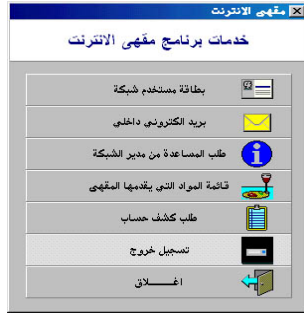 مقهى الانترنت
خدمات برنامج مقهى الانترنت
بطاقة مستخدم شبكة
بريد الكتروني داخلي
طلب المساعدة من مدير الشبكة
قائمة المواد التي يقدمها المقهى
طلب كشف حساب
تسجيل خروج
اغـــــلاق